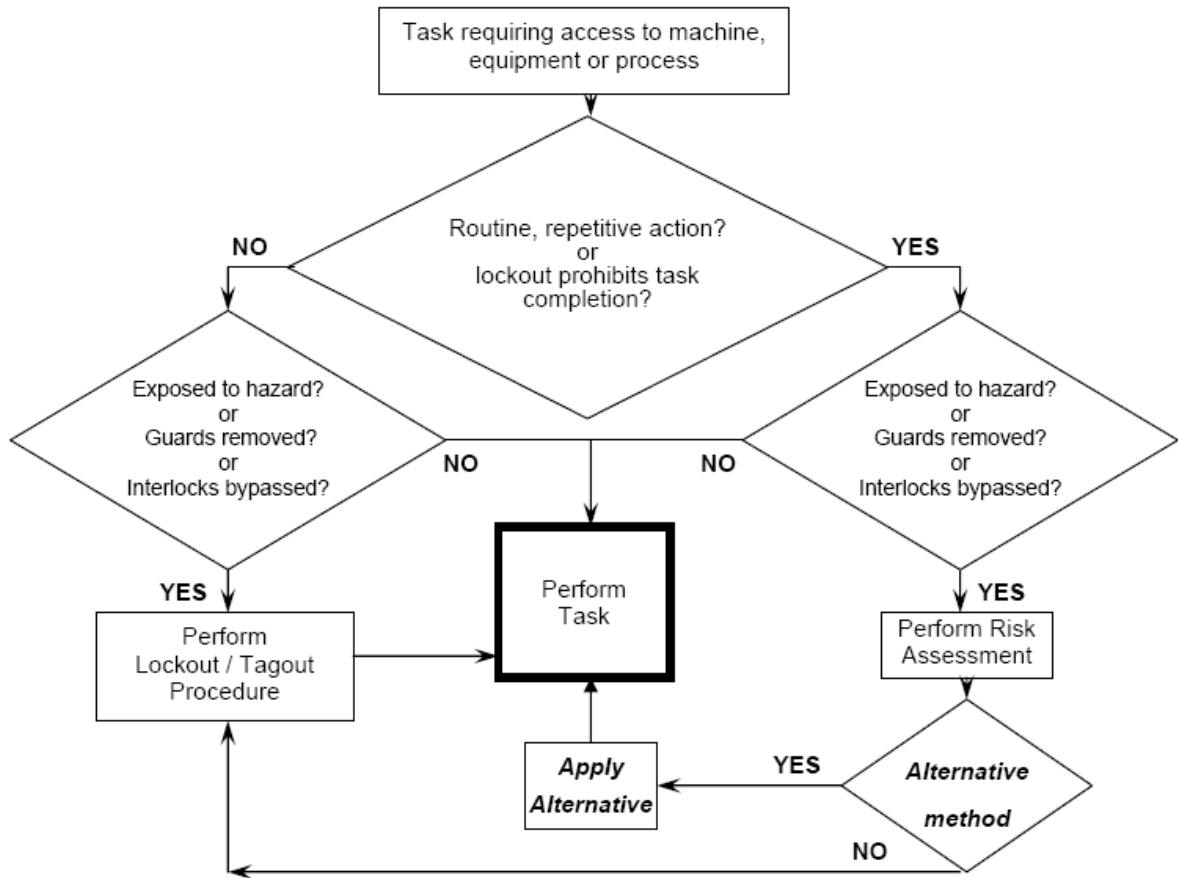 Task requiring access to machine,
equipment or process
Routine, repetitive action?
or
lockout prohibits task
completion?
NO
YES
Exposed to hazard?
or
Guards removed?
or
Interlocks bypassed?
NO
YES
Exposed to hazard?
or
Guards removed?
or
Interlocks bypassed?
NO
YES
Perform
Lockout / Tagout
Procedure
Perform
Task
Perform Risk
Assessment
Apply
Alternative
YES
Alternative
method
NO